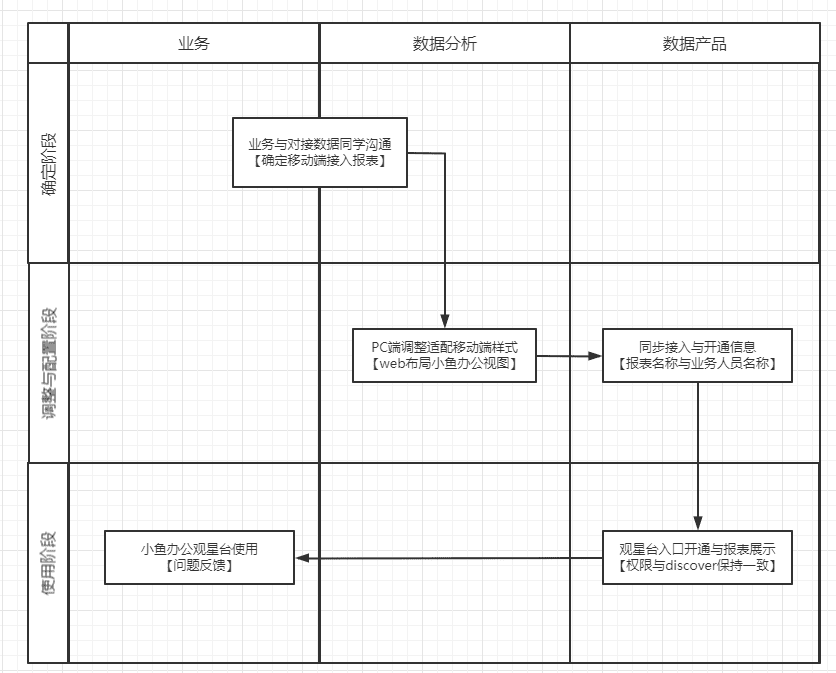 业务
数据分析
数据产品
确定阶段
业务与对接数据同学沟通
【确定移动端接入报表】
调整与配置阶段
PC端调整适配移动端样式
【web布局小鱼办公视图】
同步接入与开通信息
【报表名称与业务人员名称】
使用阶段
小鱼办公观星台使用
【问题反馈】
观星台入口开通与报表展示
【权限与discover保持一致】